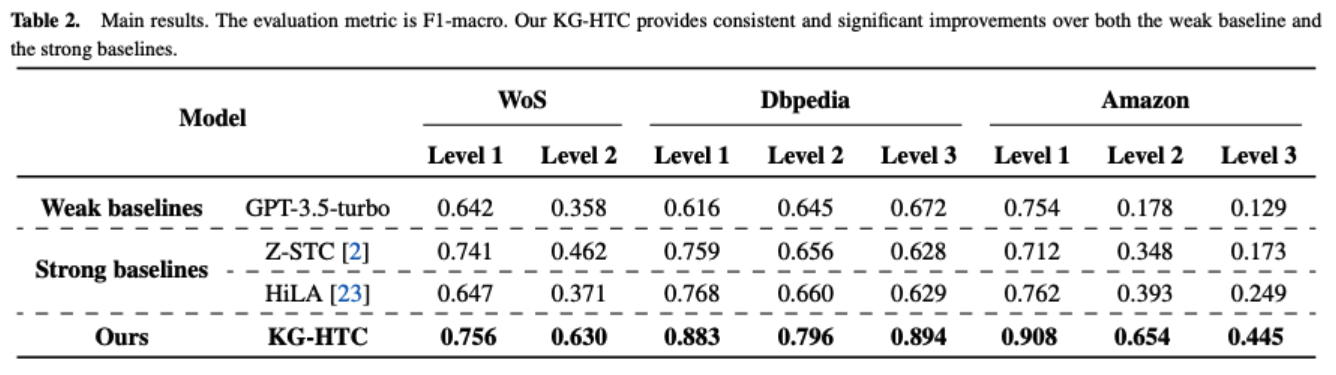 Table 2. Main results. The evaluation metric is F1-macro. Our KG-HTC provides consistent and significant improvements over both the weak baseline and
the strong baselines.
Model WoS Dbpedia Amazon
Level 1 Level 2 Level 1 Level 2 Level 3 Level 1 Level 2 Level 3
Weak baselines GPT-3.5-turbo 0.642 0.358 0.616 0.645 0.672 0.754 0.178 0.129
Strong baselines Z-STC [2] 0.741 0.462 0.759 0.656 0.628 0.712 0.348 0.173
HiLA [23] 0.647 0.371 0.768 0.660 0.629 0.762 0.393 0.249
Ours KG-HTC 0.756 0.630 0.883 0.796 0.894 0.908 0.654 0.445